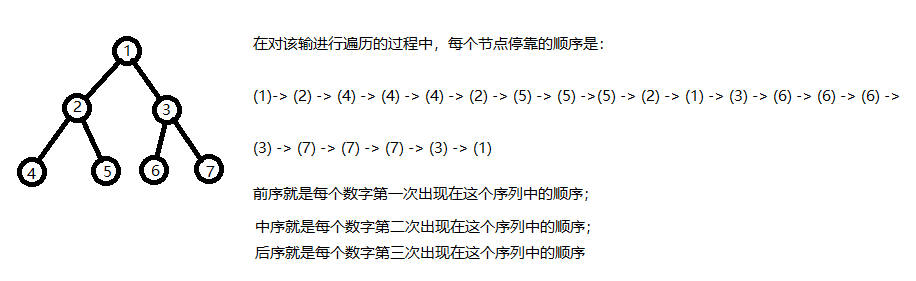 1
2
3
4
5
6
7
在对该输进行遍历的过程中，每个节点停靠的顺序是：
(1)-> (2) -> (4) -> (4) -> (4) -> (2) -> (5) -> (5) ->(5) -> (2) -> (1) -> (3) -> (6) -> (6) -> (6) ->
(3) -> (7) -> (7) -> (7) -> (3) -> (1)
前序就是每个数字第一次出现在这个序列中的顺序；
中序就是每个数字第二次出现在这个序列中的顺序；
后序就是每个数字第三次出现在这个序列中的顺序